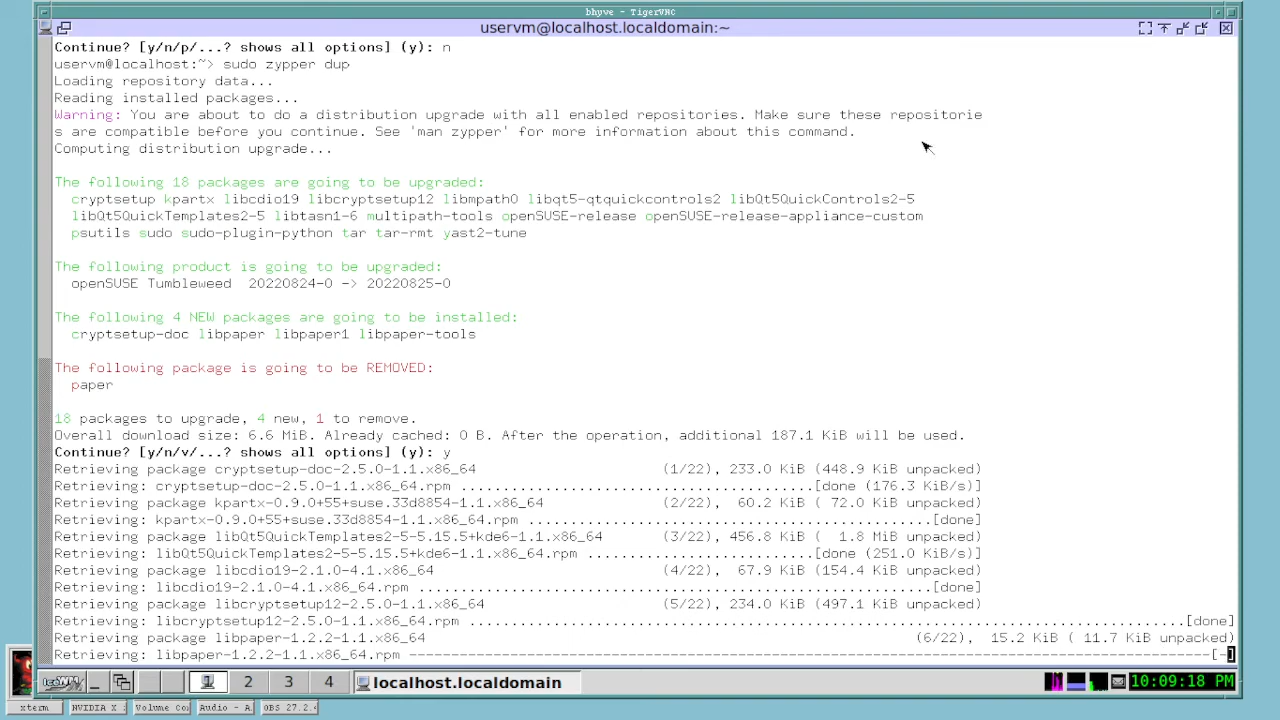 bhyve - TigerVNC
uservm@localhost.localdomain:~
Continue? [y/n/p/...? shows all options] (y): n
uservm@localhost:~> sudo zypper dup
Loading repository data...
Reading installed packages...
Warning: You are about to do a distribution upgrade with all enabled repositories. Make sure these repositorie
s are compatible before you continue. See 'man zypper' for more information about this command.
Computing distribution upgrade...
The following 18 packages are going to be upgraded:
cryptsetup kpartx libcdio19 libcryptsetup12 libmpath0 libqt5-qtquickcontrols2 libQt5QuickControls2-5
libQt5QuickTemplates2-5 libtasn1-6 multipath-tools openSUSE-release openSUSE-release-appliance-custom
psutils sudo sudo-plugin-python tar tar-rmt yast2-tune
The following product is going to be upgraded:
openSUSE Tumbleweed  20220824-0 -> 20220825-0
The following 4 NEW packages are going to be installed:
cryptsetup-doc libpaper libpaper1 libpaper-tools
The following package is going to be REMOVED:
paper
18 packages to upgrade, 4 new, 1 to remove.
Overall download size: 6.6 MiB. Already cached: 0 B. After the operation, additional 187.1 KiB will be used.
Continue? [y/n/v/...? shows all options] (y): y
Retrieving package cryptsetup-doc-2.5.0-1.1.x86_64 (1/22), 233.0 KiB (448.9 KiB unpacked)
Retrieving: cryptsetup-doc-2.5.0-1.1.x86_64.rpm ..........................................[done (176.3 KiB/s)]
Retrieving package kpartx-0.9.0+55+suse.33d8854-1.1.x86_64 (2/22),  60.2 KiB ( 72.0 KiB unpacked)
Retrieving: kpartx-0.9.0+55+suse.33d8854-1.1.x86_64.rpm ................................................[done]
Retrieving package libQt5QuickTemplates2-5-5.15.5+kde6-1.1.x86_64 (3/22), 456.8 KiB (  1.8 MiB unpacked)
Retrieving: libQt5QuickTemplates2-5-5.15.5+kde6-1.1.x86_64.rpm ...........................[done (251.0 KiB/s)]
Retrieving package libcdio19-2.1.0-4.1.x86_64 (4/22),  67.9 KiB (154.4 KiB unpacked)
Retrieving: libcdio19-2.1.0-4.1.x86_64.rpm .............................................................[done]
Retrieving package libcryptsetup12-2.5.0-1.1.x86_64 (5/22), 234.0 KiB (497.1 KiB unpacked)
Retrieving: libcryptsetup12-2.5.0-1.1.x86_64.rpm .....................................................................................[done]
Retrieving package libpaper-1.2.2-1.1.x86_64 (6/22),  15.2 KiB ( 11.7 KiB unpacked)
Retrieving: libpaper-1.2.2-1.1.x86_64.rpm ------------------------------------------------------------------------------------------------[-]
IceWM 1 2 3 4 localhost.localdomain 10:09:18 PM
xterm NVIDIA X Volume Co Audio - A OBS 27.2.